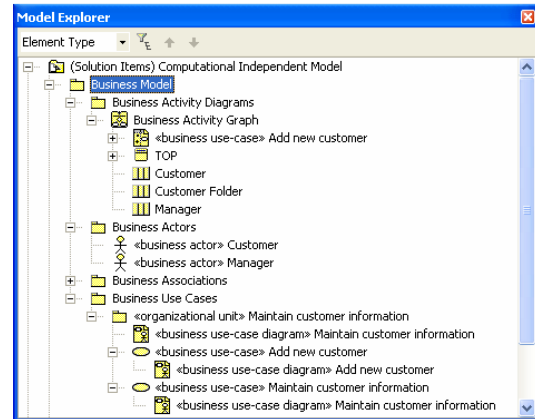 Model Explorer
Element Type
(Solution Items) Computational Independent Model
Business Model
Business Activity Diagrams
Business Activity Graph
«business use-case» Add new customer
TOP
Customer
Customer Folder
Manager
Business Actors
«business actor» Customer
«business actor» Manager
Business Associations
Business Use Cases
«organizational unit» Maintain customer information
«business use-case diagram» Maintain customer information
«business use-case» Add new customer
«business use-case diagram» Add new customer
«business use-case» Maintain customer information
«business use-case diagram» Maintain customer information